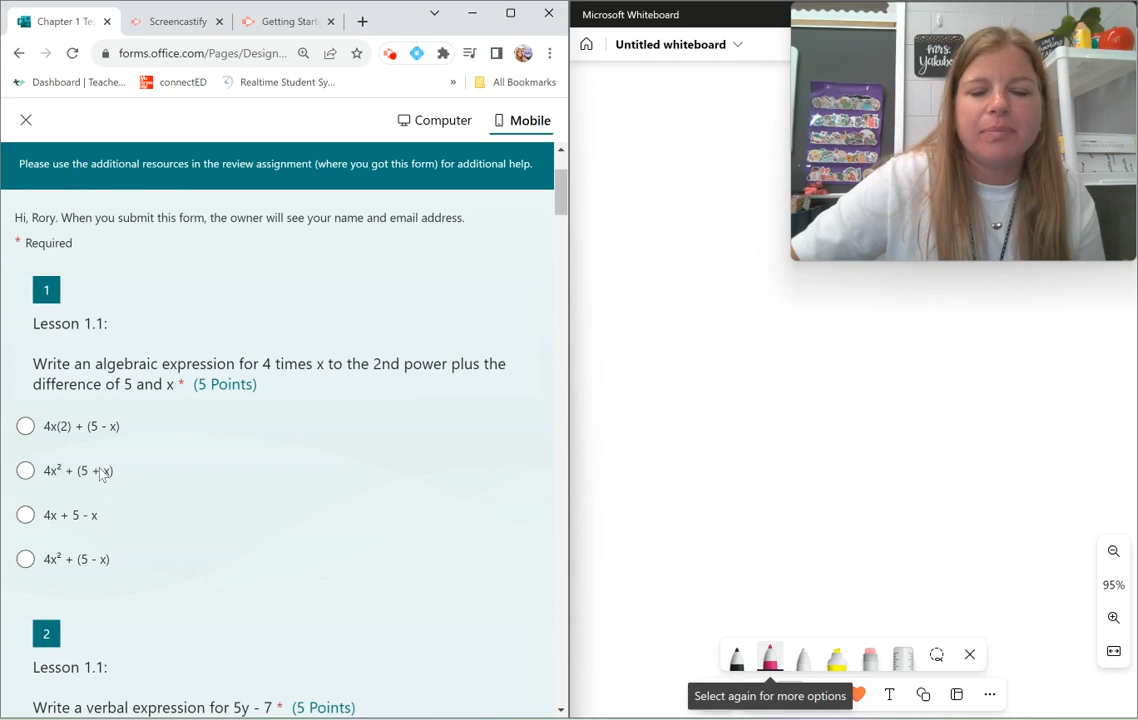 Chapter 1 Te
Screencastify
Getting Start
Microsoft Whiteboard
forms.office.com/Pages/Design...
Untitled whiteboard
Dashboard | Teache...
connectED
Realtime Student Sy...
»
All Bookmarks
Computer
Mobile
Please use the additional resources in the review assignment (where you got this form) for additional help.
Hi, Rory. When you submit this form, the owner will see your name and email address.
* Required
1
Lesson 1.1:
Write an algebraic expression for 4 times x to the 2nd power plus the
difference of 5 and x * (5 Points)
4x(2) + (5 - x)
4x² + (5 + x)
4x + 5 - x
4x² + (5 - x)
2
Lesson 1.1:
Write a verbal expression for 5y - 7 * (5 Points)
Mrs.
95%
Select again for more options
T